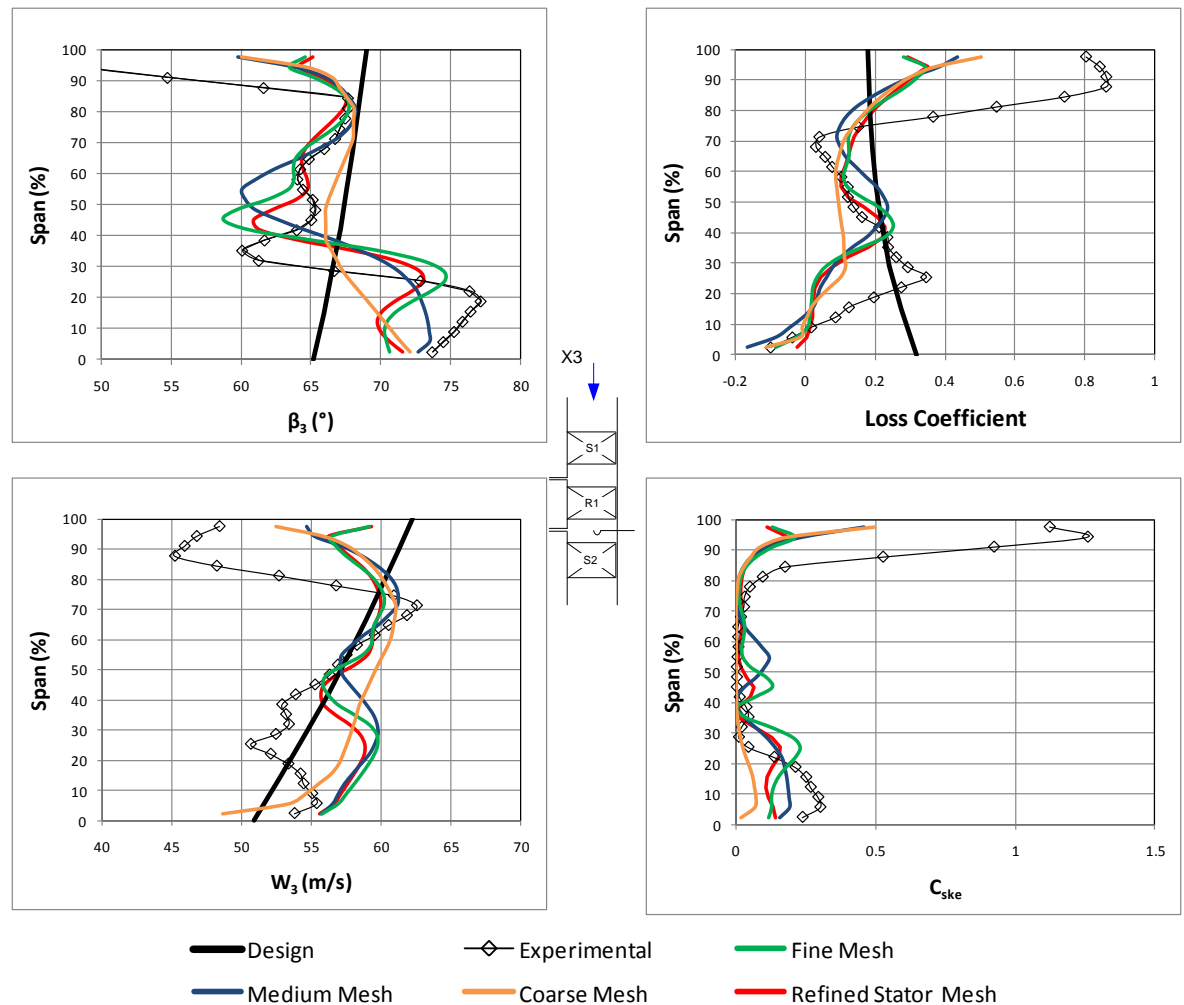 100
90
80
70
60
50
40
30
20
10
0
Span (%)
50 55 60 65 70 75 80
β3 (°)
100
90
80
70
60
50
40
30
20
10
0
Span (%)
-0.2 0 0.2 0.4 0.6 0.8 1
Loss Coefficient
X3
S1
R1
S2
100
90
80
70
60
50
40
30
20
10
0
Span (%)
40 45 50 55 60 65 70
W3 (m/s)
100
90
80
70
60
50
40
30
20
10
0
Span (%)
0 0.5 1 1.5
Cske
Design
Experimental
Fine Mesh
Medium Mesh
Coarse Mesh
Refined Stator Mesh